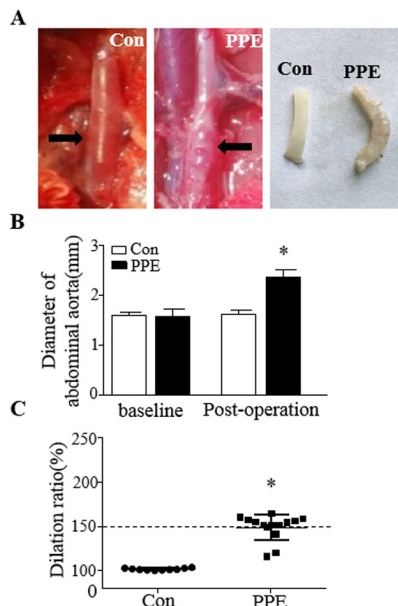 A
Con
PPE
Con
PPE
B
Diameter of
abdominal aorta(mm)
3
2
1
0
Con
PPE
*
baseline
Post-operation
C
Dilation ratio(%)
250
200
150
100
*
Con
PPE